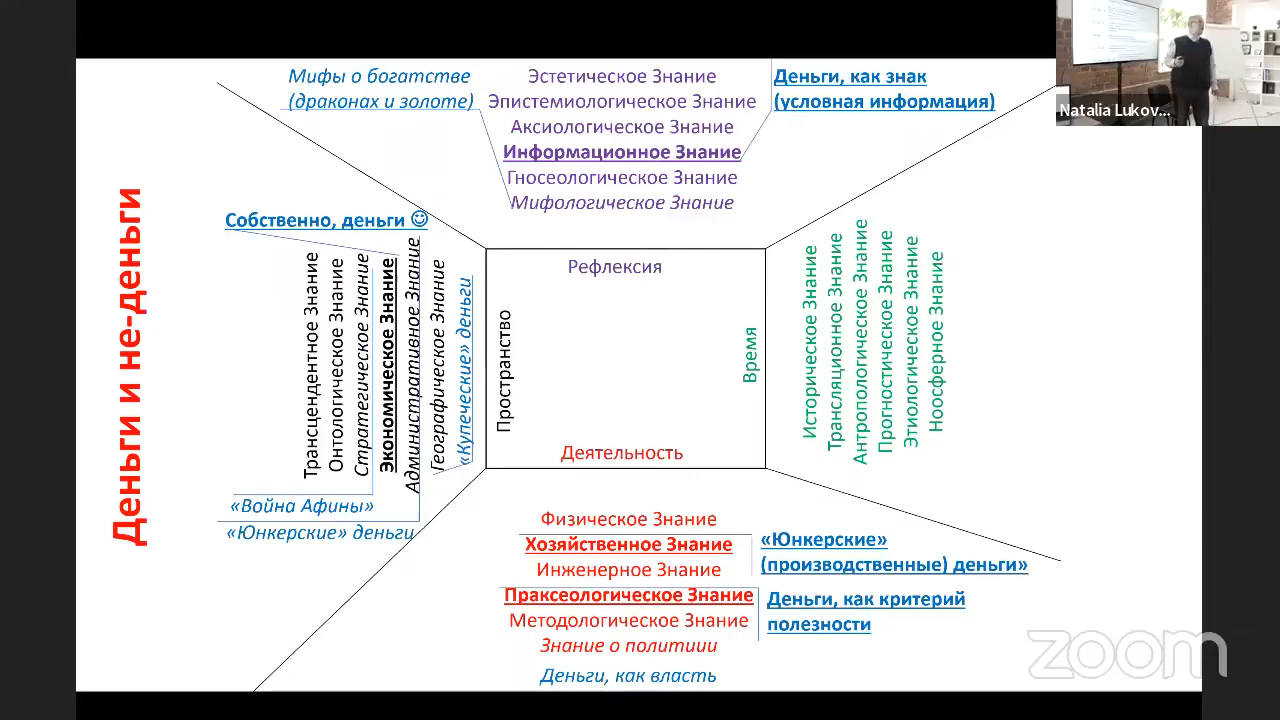 Мифы о богатстве
(драконах и золоте)
Эстетическое Знание
Эпистемиологическое Знание
Аксиологическое Знание
Информационное Знание
Гносеологическое Знание
Мифологическое Знание
Деньги, как знак
(условная информация)
Natalia Lukov...
Деньги и не-деньги
Собственно, деньги ☺
Трансцендентное Знание
Онтологическое Знание
Стратегическое Знание
Экономическое Знание
Административное Знание
Географическое Знание
«Купеческие» деньги
«Война Афины»
«Юнкерские» деньги
Рефлексия
Пространство
Время
Деятельность
Историческое Знание
Трансляционное Знание
Антропологическое Знание
Прогностическое Знание
Этиологическое Знание
Ноосферное Знание
Физическое Знание
Хозяйственное Знание
Инженерное Знание
Праксеологическое Знание
Методологическое Знание
Знание о политиии
Деньги, как власть
«Юнкерские»
(производственные) деньги»
Деньги, как критерий
полезности
zoom